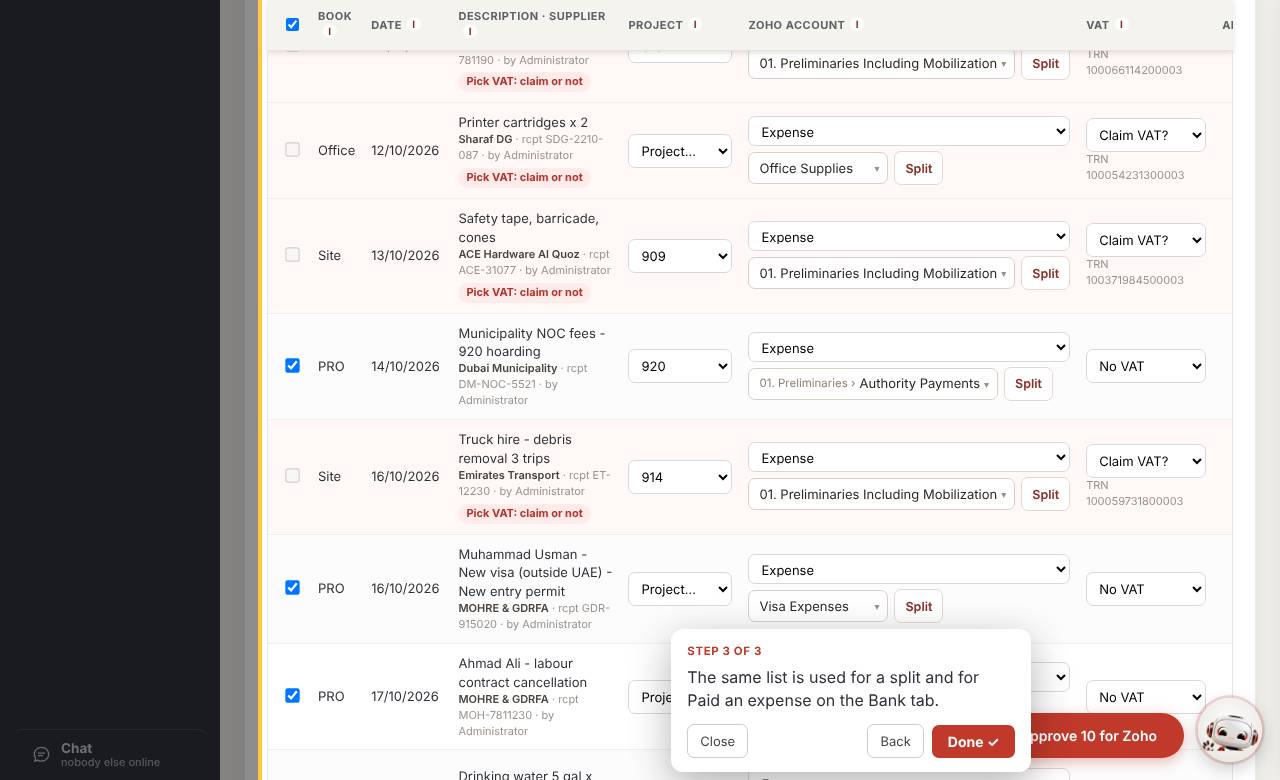 BOOK
I
DATE I
DESCRIPTION · SUPPLIER
I
PROJECT I
ZOHO ACCOUNT I
VAT I
781190 · by Administrator
Pick VAT: claim or not
01. Preliminaries Including Mobilization
Split
TRN
100066114200003
Office
12/10/2026
Printer cartridges x 2
Sharaf DG · rcpt SDG-2210-
087 · by Administrator
Pick VAT: claim or not
Project...
Expense
Office Supplies
Split
Claim VAT?
TRN
100054231300003
Site
13/10/2026
Safety tape, barricade,
cones
ACE Hardware Al Quoz · rcpt
ACE-31077 · by Administrator
Pick VAT: claim or not
909
Expense
01. Preliminaries Including Mobilization
Split
Claim VAT?
TRN
100371984500003
PRO
14/10/2026
Municipality NOC fees -
920 hoarding
Dubai Municipality · rcpt
DM-NOC-5521 · by
Administrator
920
Expense
01. Preliminaries › Authority Payments
Split
No VAT
Site
16/10/2026
Truck hire - debris
removal 3 trips
Emirates Transport · rcpt ET-
12230 · by Administrator
Pick VAT: claim or not
914
Expense
01. Preliminaries Including Mobilization
Split
Claim VAT?
TRN
100059731800003
PRO
16/10/2026
Muhammad Usman -
New visa (outside UAE) -
New entry permit
MOHRE & GDRFA · rcpt GDR-
915020 · by Administrator
Project...
Expense
Visa Expenses
Split
No VAT
PRO
17/10/2026
Ahmad Ali - labour
contract cancellation
MOHRE & GDRFA · rcpt
MOH-7811230 · by
Administrator
Proje
No VAT
Drinking water 5 gal x
STEP 3 OF 3
The same list is used for a split and for
Paid an expense on the Bank tab.
Close
Back
Done ✓
pprove 10 for Zoho
Chat
nobody else online